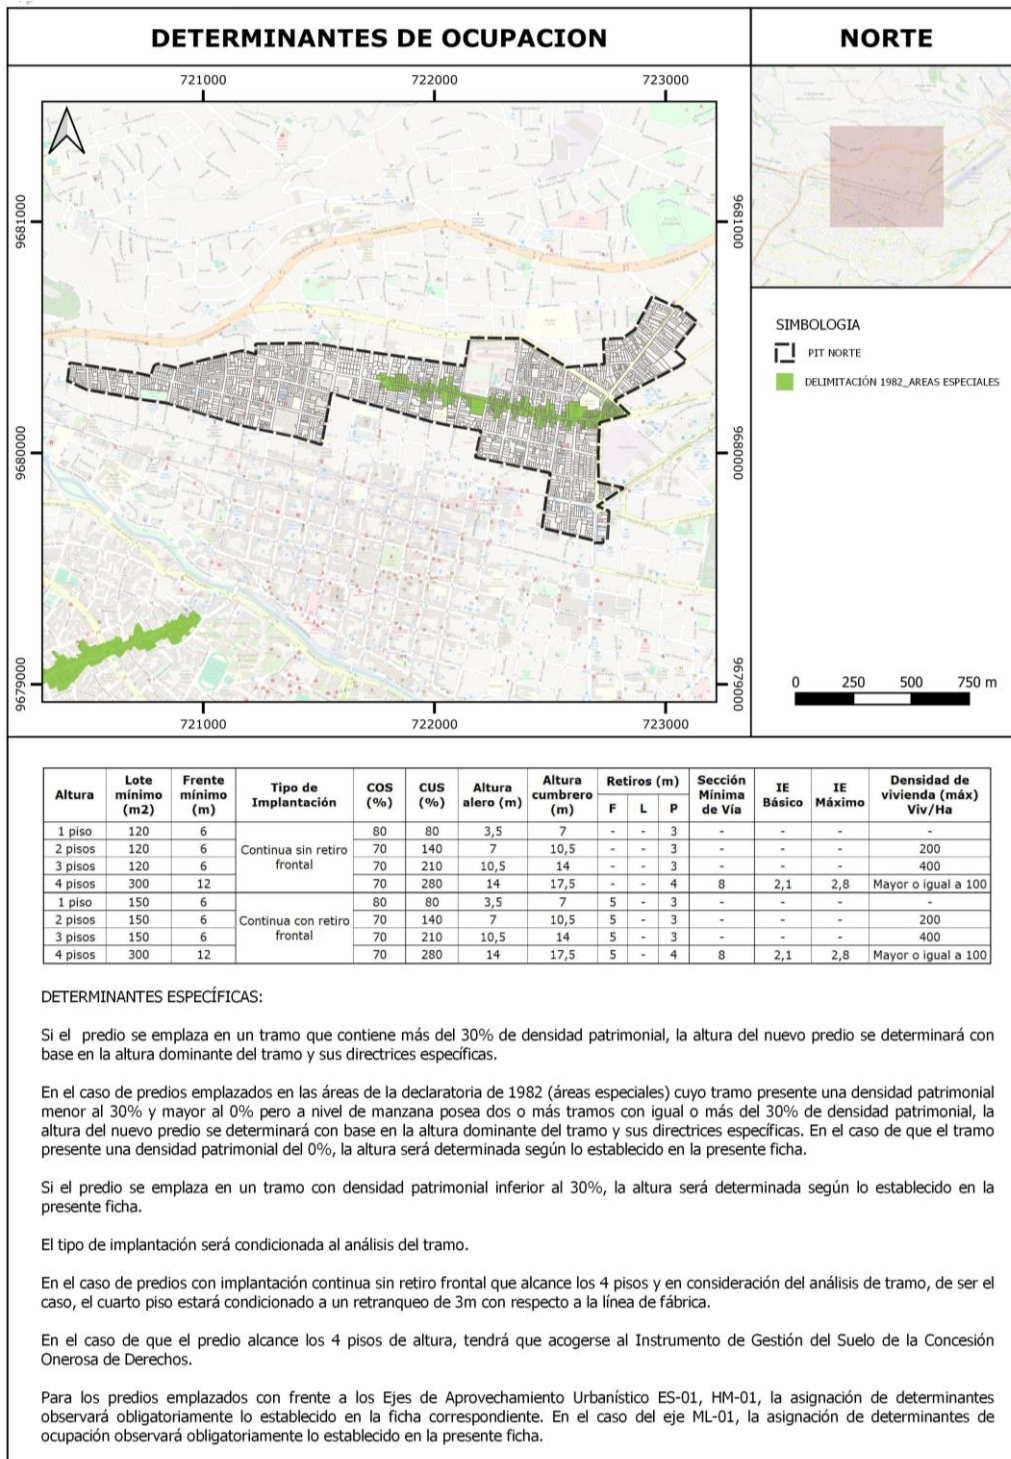 DETERMINANTES DE OCUPACION
NORTE
721000 722000 723000
9681000 9681000
9680000 9680000
9679000 9679000
721000 722000 723000
SIMBOLOGIA
PIT NORTE
DELIMITACIÓN 1982_AREAS ESPECIALES
0 250 500 750 m
Altura Lote mínimo (m2) Frente mínimo (m) Tipo de Implantación COS (%) CUS (%) Altura alero (m) Altura cumbrero (m) Retiros (m) F L P Sección Mínima de Vía IE Básico IE Máximo Densidad de vivienda (máx) Viv/Ha
1 piso 120 6 Continua sin retiro frontal 80 80 3,5 7 - - 3 - - - -
2 pisos 120 6 70 140 7 10,5 - - 3 - - - 200
3 pisos 120 6 70 210 10,5 14 - - 3 - - - 400
4 pisos 300 12 70 280 14 17,5 - - 4 8 2,1 2,8 Mayor o igual a 100
1 piso 150 6 Continua con retiro frontal 80 80 3,5 7 5 - 3 - - - -
2 pisos 150 6 70 140 7 10,5 5 - 3 - - - 200
3 pisos 150 6 70 210 10,5 14 5 - 3 - - - 400
4 pisos 300 12 70 280 14 17,5 5 - 4 8 2,1 2,8 Mayor o igual a 100
DETERMINANTES ESPECÍFICAS:
Si el predio se emplaza en un tramo que contiene más del 30% de densidad patrimonial, la altura del nuevo predio se determinará con
base en la altura dominante del tramo y sus directrices específicas.
En el caso de predios emplazados en las áreas de la declaratoria de 1982 (áreas especiales) cuyo tramo presente una densidad patrimonial
menor al 30% y mayor al 0% pero a nivel de manzana posea dos o más tramos con igual o más del 30% de densidad patrimonial, la
altura del nuevo predio se determinará con base en la altura dominante del tramo y sus directrices específicas. En el caso de que el tramo
presente una densidad patrimonial del 0%, la altura será determinada según lo establecido en la presente ficha.
Si el predio se emplaza en un tramo con densidad patrimonial inferior al 30%, la altura será determinada según lo establecido en la
presente ficha.
El tipo de implantación será condicionada al análisis del tramo.
En el caso de predios con implantación continua sin retiro frontal que alcance los 4 pisos y en consideración del análisis de tramo, de ser el
caso, el cuarto piso estará condicionado a un retranqueo de 3m con respecto a la línea de fábrica.
En el caso de que el predio alcance los 4 pisos de altura, tendrá que acogerse al Instrumento de Gestión del Suelo de la Concesión
Onerosa de Derechos.
Para los predios emplazados con frente a los Ejes de Aprovechamiento Urbanístico ES-01, HM-01, la asignación de determinantes
observará obligatoriamente lo establecido en la ficha correspondiente. En el caso del eje ML-01, la asignación de determinantes de
ocupación observará obligatoriamente lo establecido en la presente ficha.